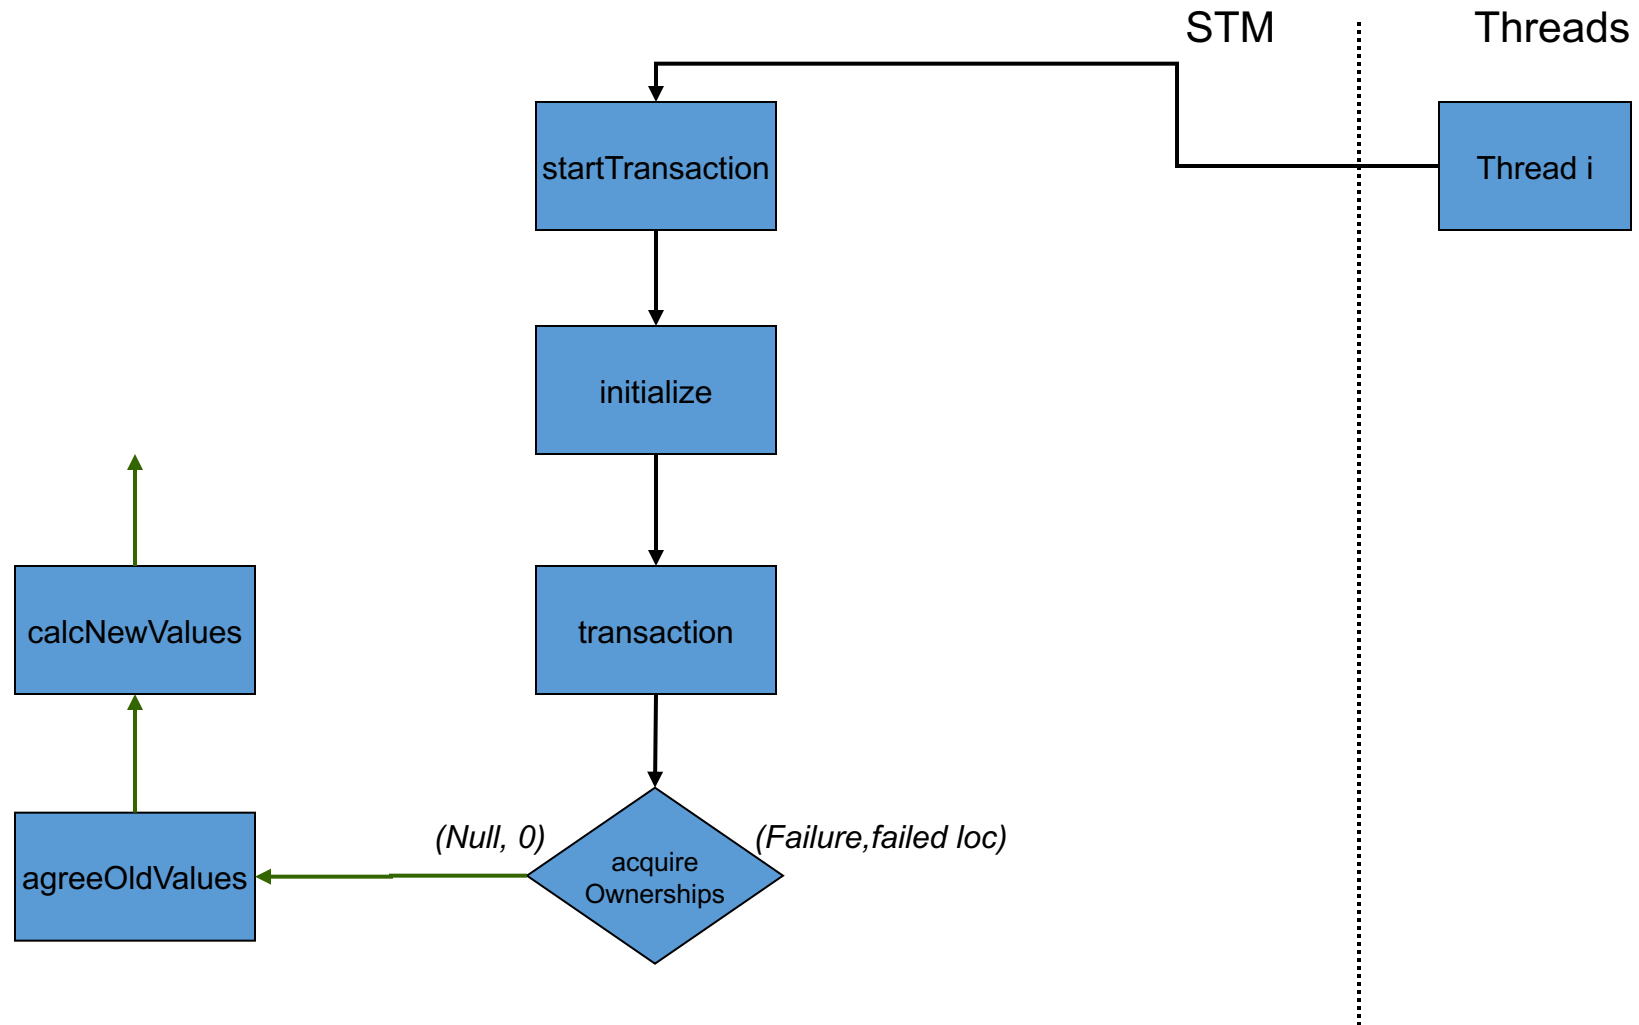 STM
Threads
startTransaction
Thread i
initialize
calcNewValues
transaction
(Null, 0)
(Failure,failed loc)
acquire
Ownerships
agreeOldValues